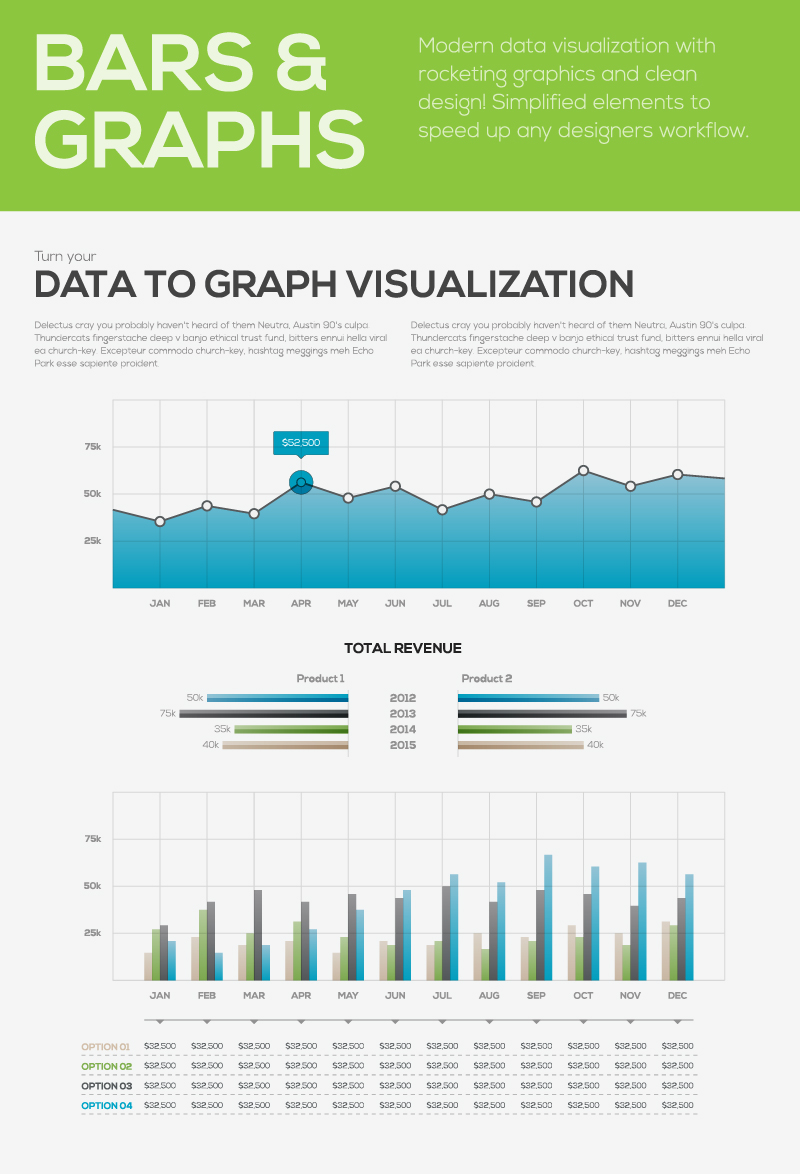 BARS &
GRAPHS
Modern data visualization with
rocketing graphics and clean
design! Simplified elements to
speed up any designers workflow.
Turn your
DATA TO GRAPH VISUALIZATION
Delectus cray you probably haven't heard of them Neutra, Austin 90's culpa.
Thundercats fingerstache deep v banjo ethical trust fund, bitters ennui hella viral
ea church-key. Excepteur commodo church-key, hashtag meggings meh Echo
Park esse sapiente proident.
Delectus cray you probably haven't heard of them Neutra, Austin 90's culpa.
Thundercats fingerstache deep v banjo ethical trust fund, bitters ennui hella viral
ea church-key. Excepteur commodo church-key, hashtag meggings meh Echo
Park esse sapiente proident.
75k
$52,500
50k
25k
JAN FEB MAR APR MAY JUN JUL AUG SEP OCT NOV DEC
TOTAL REVENUE
Product 1 Product 2
50k 2012 50k
75k 2013 75k
35k 2014 35k
40k 2015 40k
75k
50k
25k
JAN FEB MAR APR MAY JUN JUL AUG SEP OCT NOV DEC
OPTION 01 $32,500 $32,500 $32,500 $32,500 $32,500 $32,500 $32,500 $32,500 $32,500 $32,500 $32,500 $32,500
OPTION 02 $32,500 $32,500 $32,500 $32,500 $32,500 $32,500 $32,500 $32,500 $32,500 $32,500 $32,500 $32,500
OPTION 03 $32,500 $32,500 $32,500 $32,500 $32,500 $32,500 $32,500 $32,500 $32,500 $32,500 $32,500 $32,500
OPTION 04 $32,500 $32,500 $32,500 $32,500 $32,500 $32,500 $32,500 $32,500 $32,500 $32,500 $32,500 $32,500